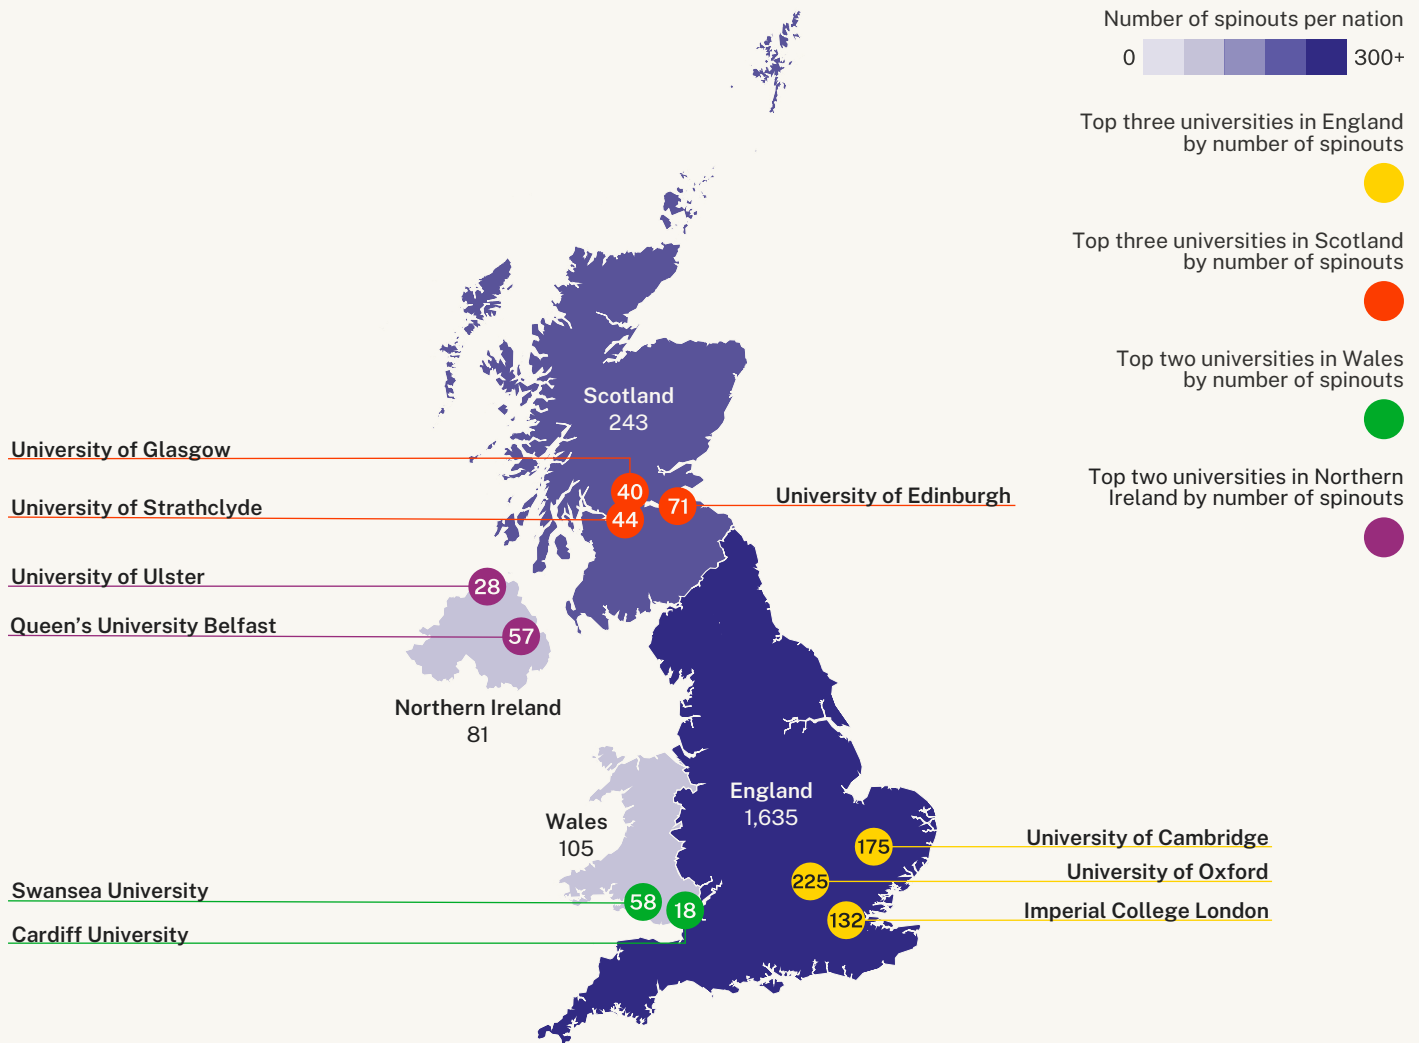 Number of spinouts per nation
0
300+
Top three universities in England
by number of spinouts
Top three universities in Scotland
by number of spinouts
Top two universities in Wales
by number of spinouts
Top two universities in Northern
Ireland by number of spinouts
Scotland
243
University of Glasgow
40
University of Edinburgh
71
University of Strathclyde
44
University of Ulster
28
Queen’s University Belfast
57
Northern Ireland
81
England
1,635
Wales
105
University of Cambridge
175
University of Oxford
225
Imperial College London
132
Swansea University
58
Cardiff University
18